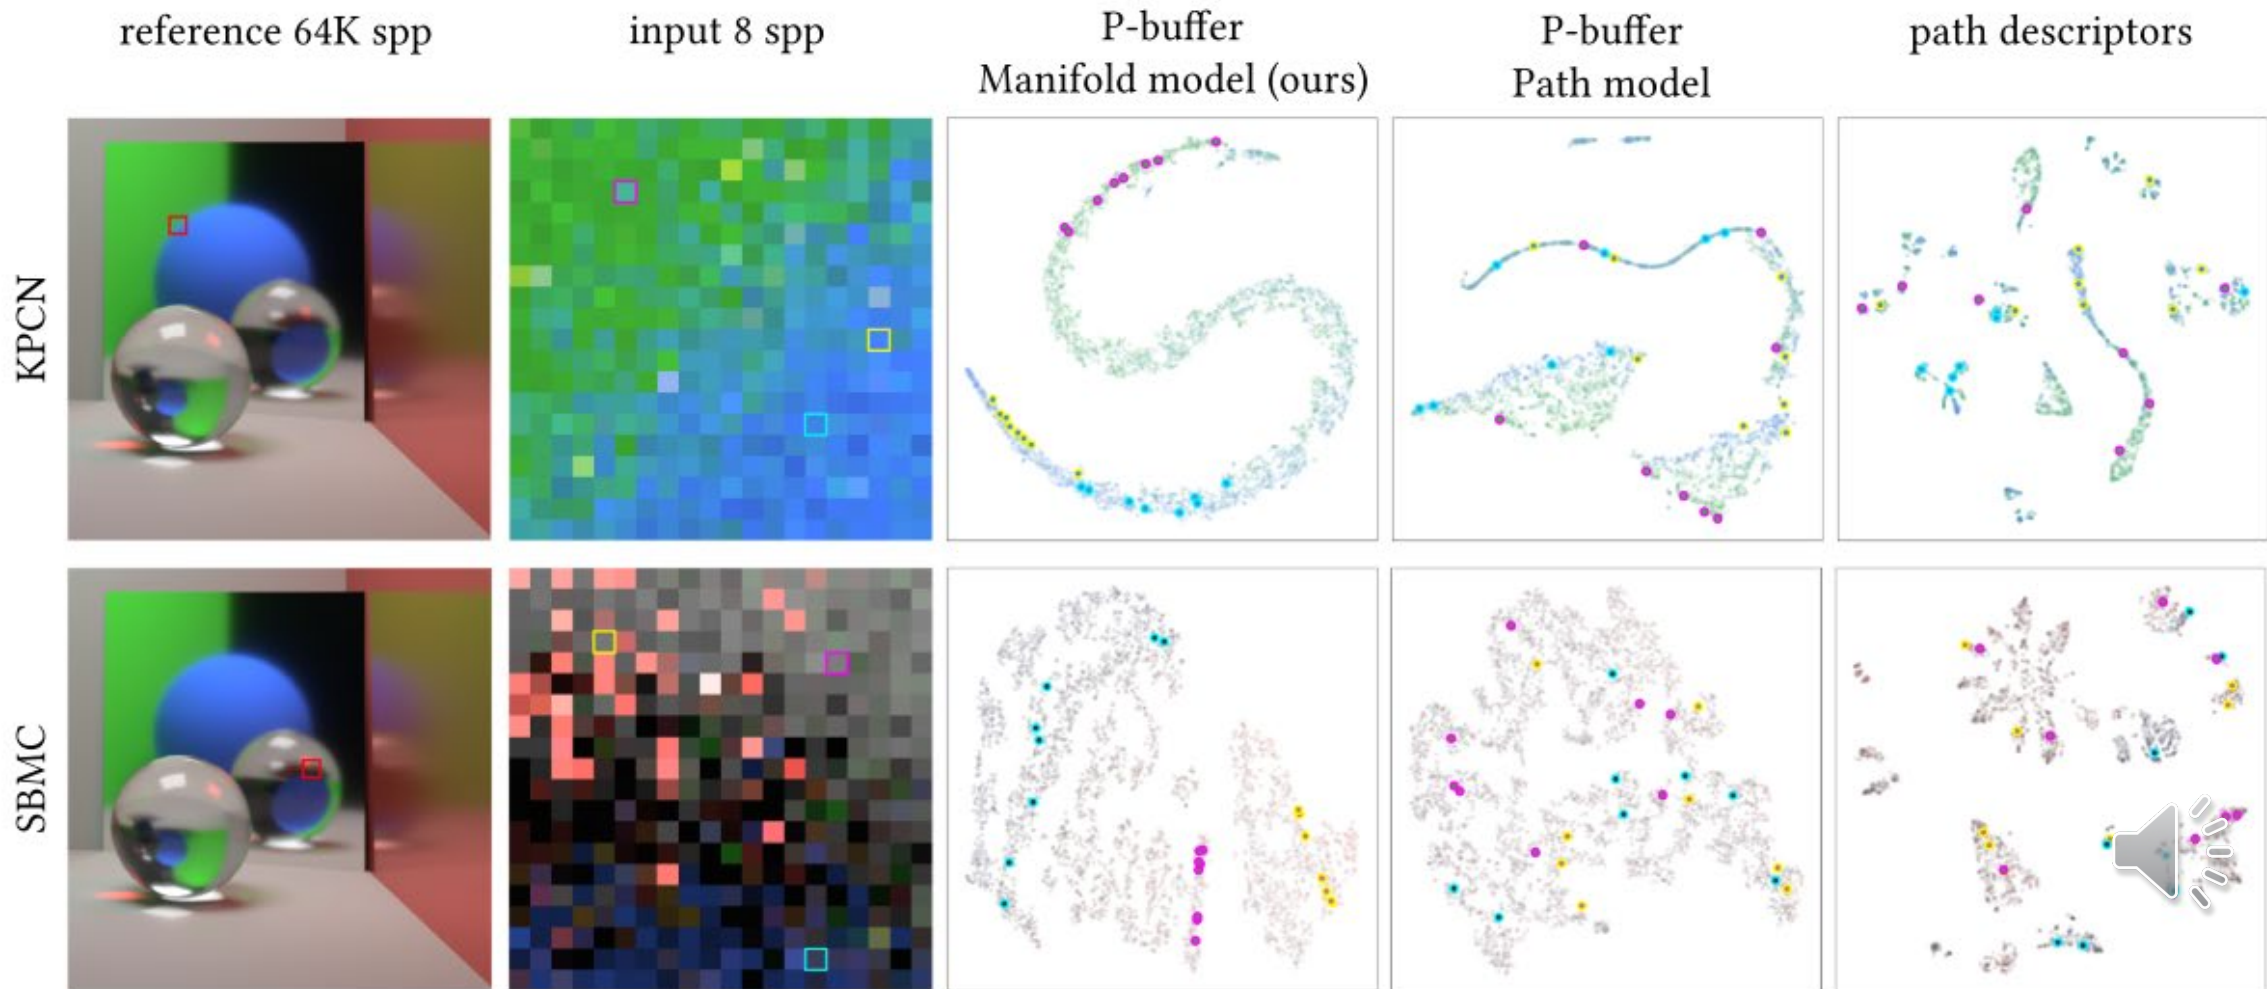 reference 64K spp
input 8 spp
P-buffer
Manifold model (ours)
P-buffer
Path model
path descriptors
KPCN
SBMC